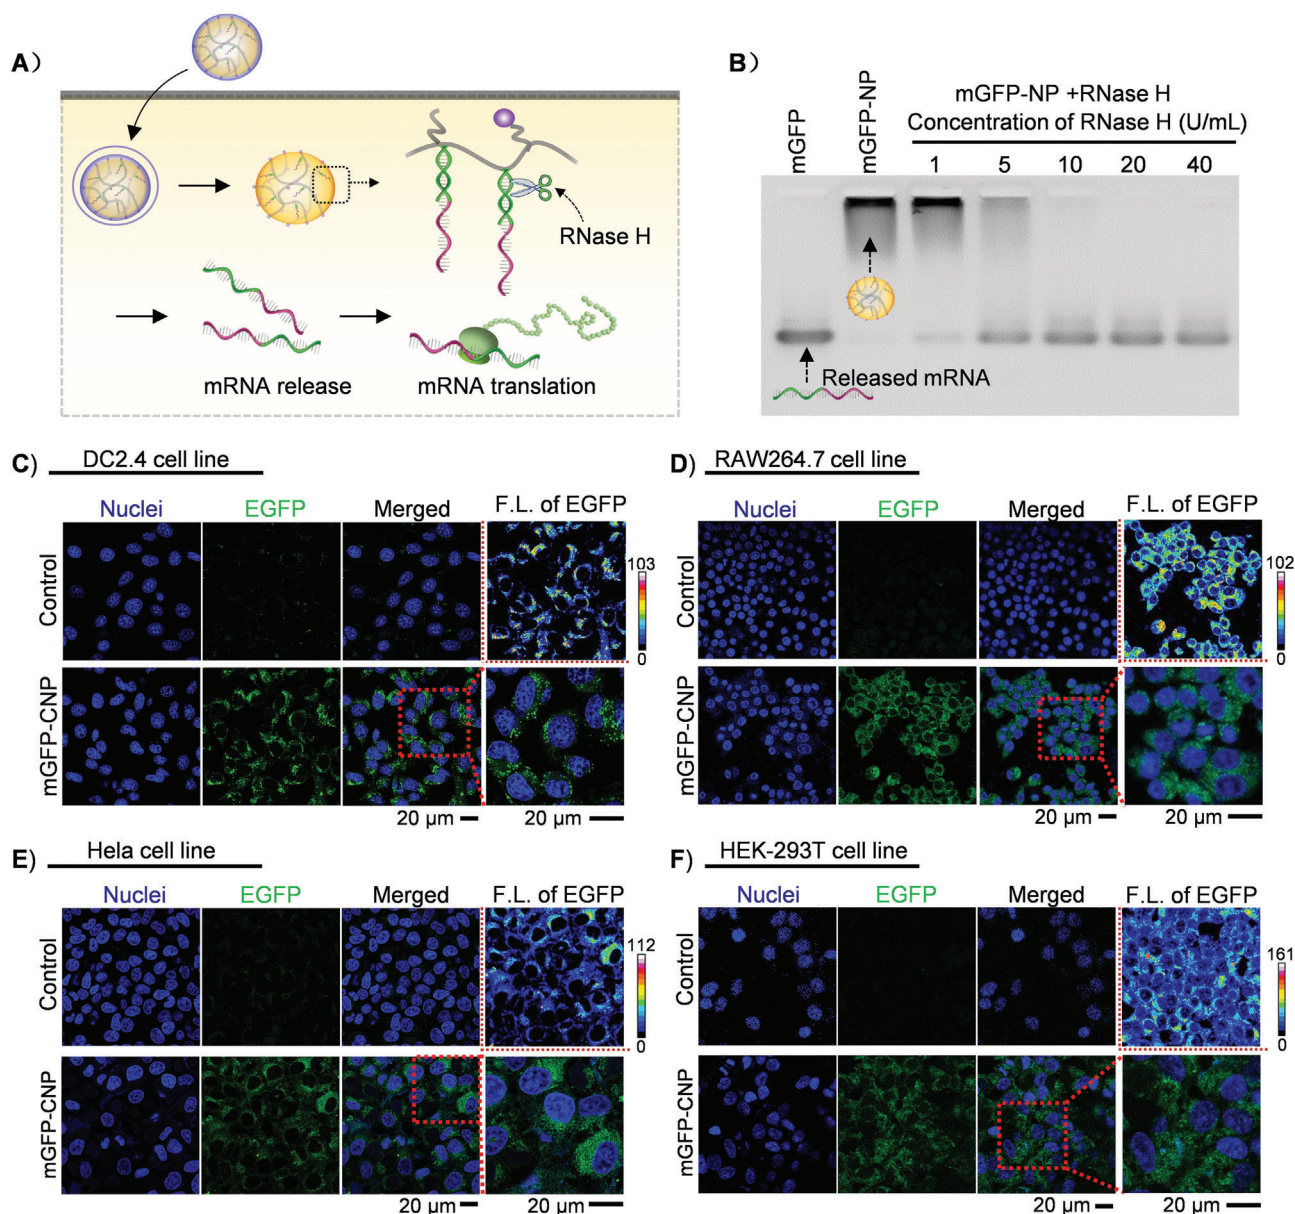 A)
RNase H
mRNA release
mRNA translation
B)
mGFP
mGFP-NP
mGFP-NP +RNase H
Concentration of RNase H (U/mL)
1 5 10 20 40
Released mRNA
C) DC2.4 cell line
Nuclei EGFP Merged F.L. of EGFP
Control
103
0
mGFP-CNP
20 μm 20 μm
D) RAW264.7 cell line
Nuclei EGFP Merged F.L. of EGFP
Control
102
0
mGFP-CNP
20 μm 20 μm
E) Hela cell line
Nuclei EGFP Merged F.L. of EGFP
Control
112
0
mGFP-CNP
20 μm 20 μm
F) HEK-293T cell line
Nuclei EGFP Merged F.L. of EGFP
Control
161
0
mGFP-CNP
20 μm 20 μm